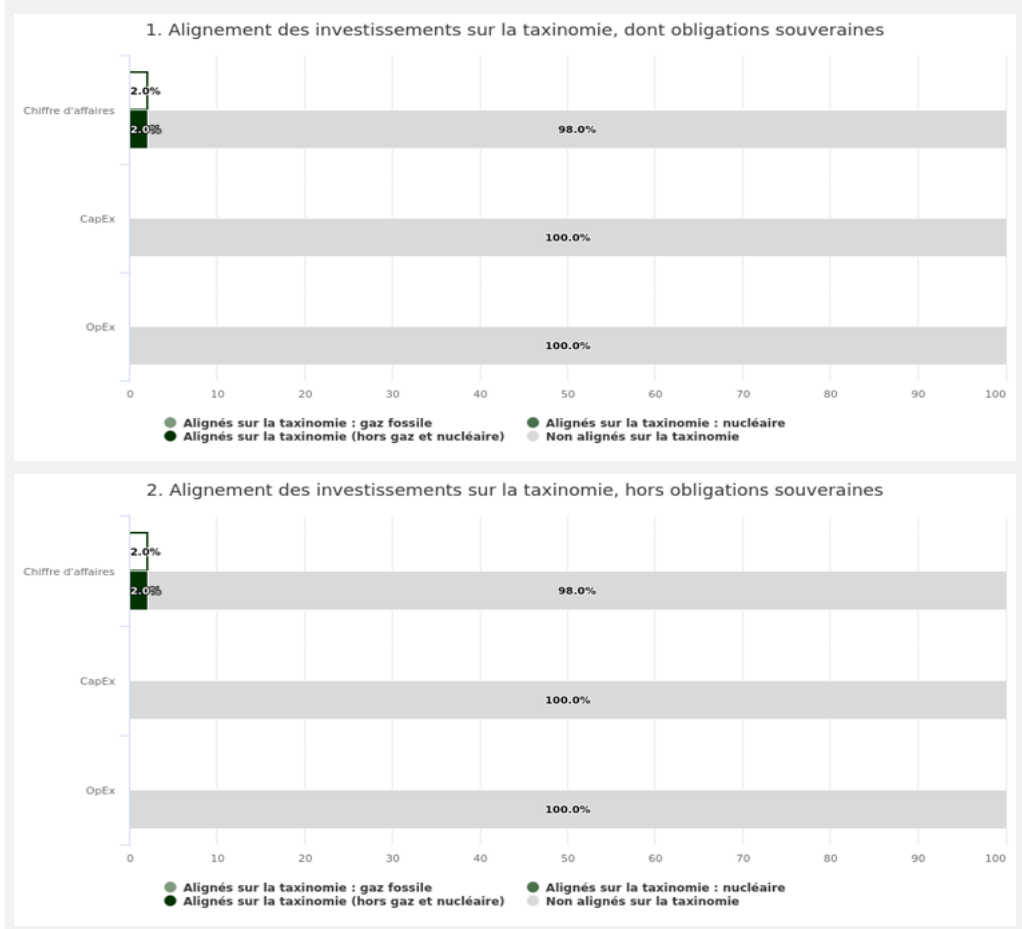 1. Alignement des investissements sur la taxinomie, dont obligations souveraines
2.0%
Chiffre d'affaires
2.0% 98.0%
CapEx
100.0%
OpEx
100.0%
0 10 20 30 40 50 60 70 80 90 100
Alignés sur la taxinomie : gaz fossile Alignés sur la taxinomie : nucléaire
Alignés sur la taxinomie (hors gaz et nucléaire) Non alignés sur la taxinomie
2. Alignement des investissements sur la taxinomie, hors obligations souveraines
2.0%
Chiffre d'affaires
2.0% 98.0%
CapEx
100.0%
OpEx
100.0%
0 10 20 30 40 50 60 70 80 90 100
Alignés sur la taxinomie : gaz fossile Alignés sur la taxinomie : nucléaire
Alignés sur la taxinomie (hors gaz et nucléaire) Non alignés sur la taxinomie